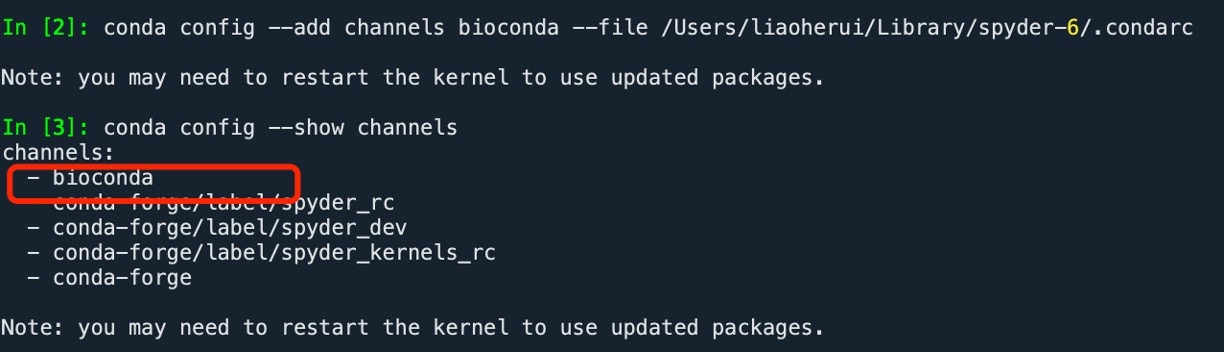 In [2]: conda config --add channels bioconda --file /Users/liaoherui/Library/spyder-6/.condarc
Note: you may need to restart the kernel to use updated packages.
In [3]: conda config --show channels
channels:
- bioconda
conda-forge/label/spyder_rc
- conda-forge/label/spyder_dev
- conda-forge/label/spyder_kernels_rc
- conda-forge
Note: you may need to restart the kernel to use updated packages.